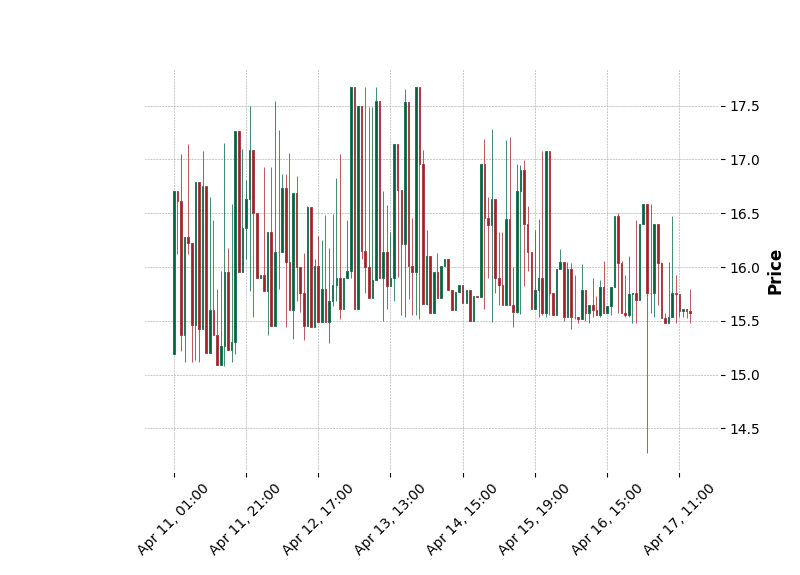 17.5
17.0
16.5
16.0
15.5
15.0
14.5
Price
Apr 11, 01:00
Apr 11, 21:00
Apr 12, 17:00
Apr 13, 13:00
Apr 14, 15:00
Apr 15, 19:00
Apr 16, 15:00
Apr 17, 11:00